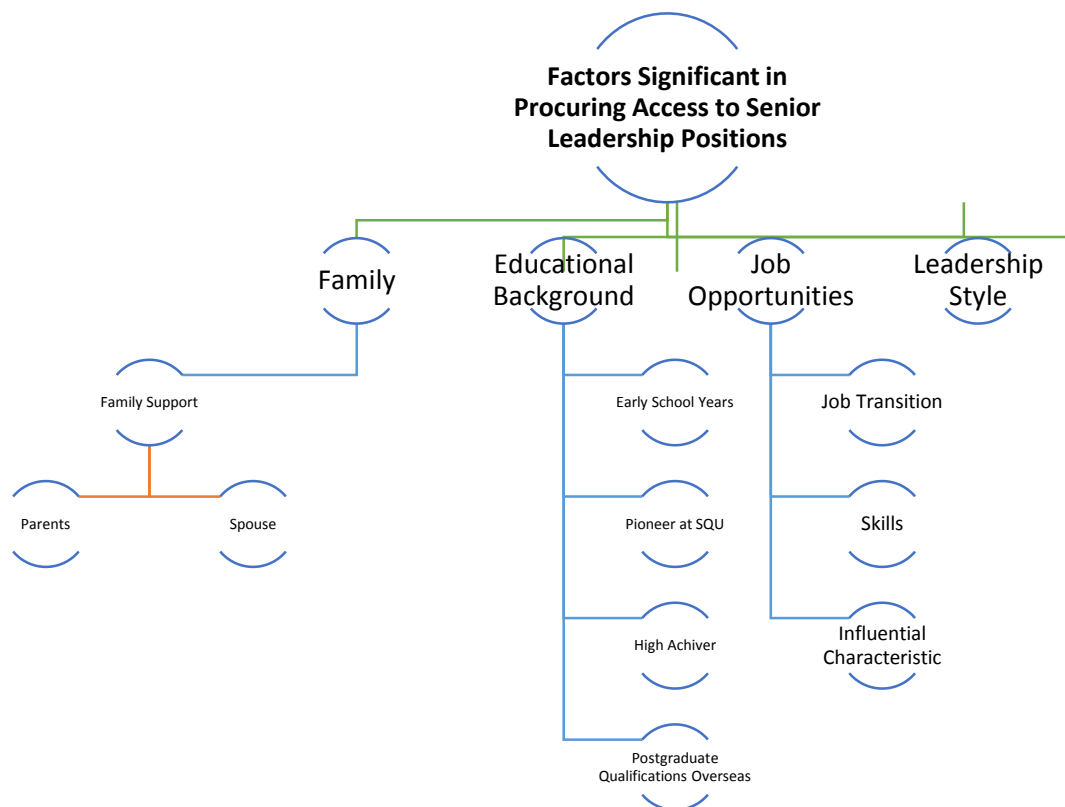 Factors Significant in
Procuring Access to Senior
Leadership Positions
Family
Educational
Background
Job
Opportunities
Leadership
Style
Family Support
Early School Years
Job Transition
Parents
Spouse
Pioneer at SQU
Skills
High Achiver
Influential
Characteristic
Postgraduate
Qualifications Overseas